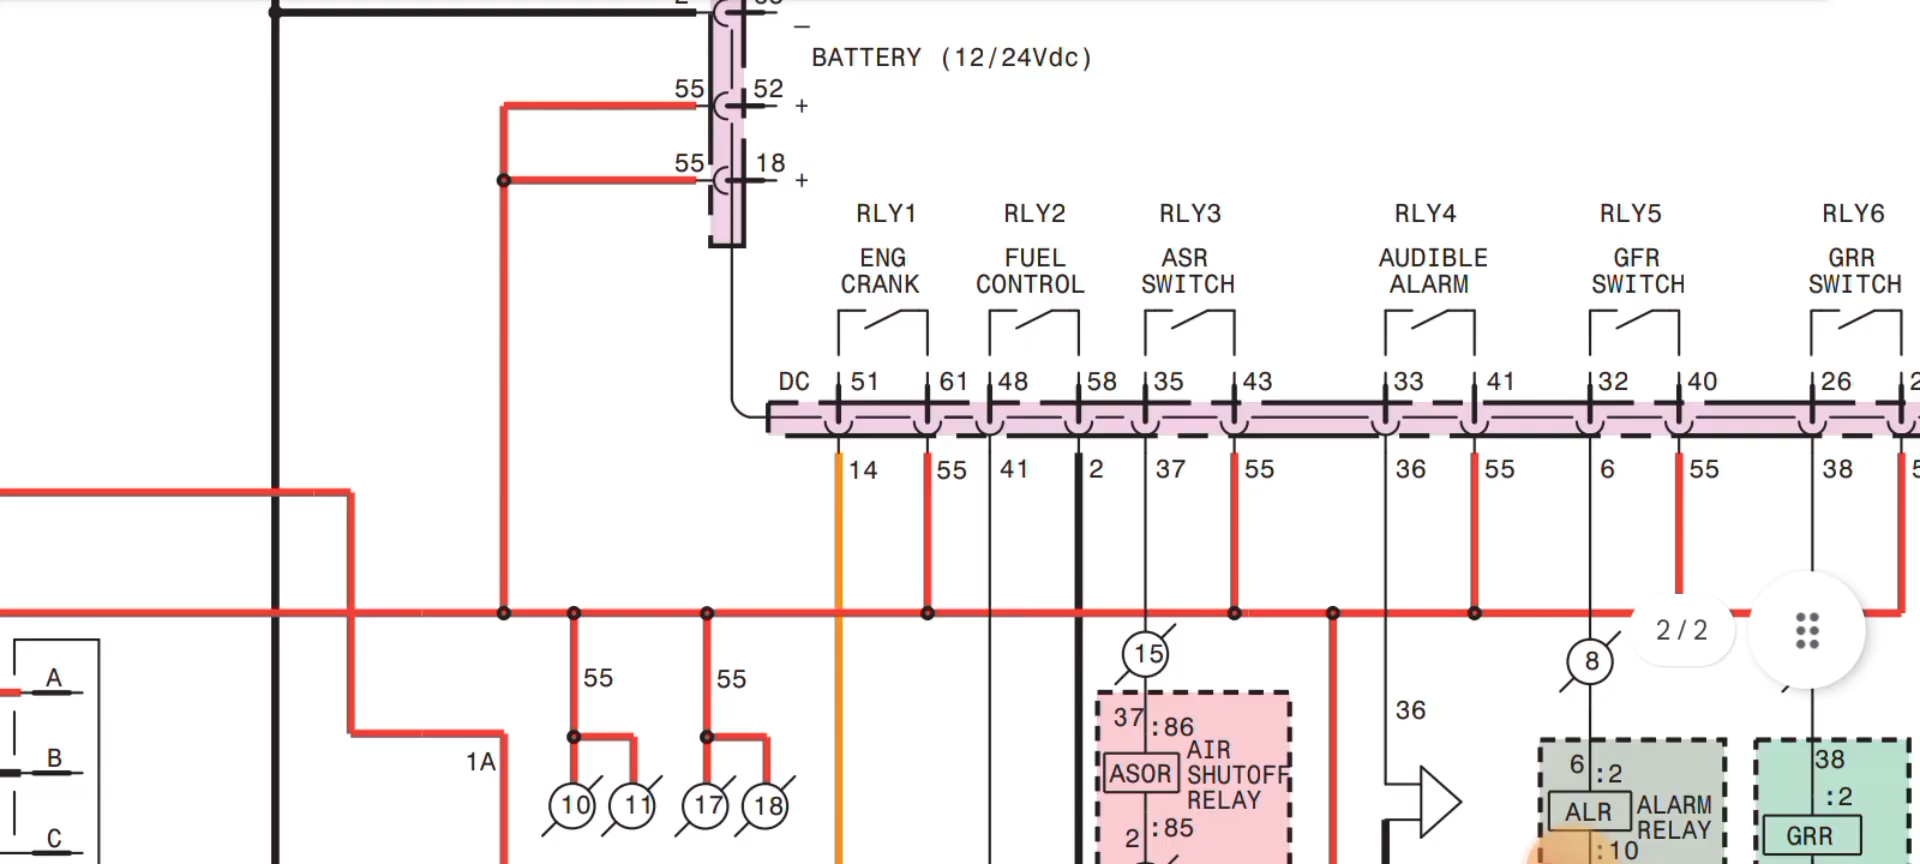 –
BATTERY (12/24Vdc)
55 52 +
55 18 +
RLY1 RLY2 RLY3 RLY4 RLY5 RLY6
ENG FUEL ASR AUDIBLE GFR GRR
CRANK CONTROL SWITCH ALARM SWITCH SWITCH
DC 51 61 48 58 35 43 33 41 32 40 26
14 55 41 2 37 55 36 55 6 55 38
2/2
15 8
A 55 55
36
37 :86
AIR
B 1A ASOR SHUTOFF
RELAY
6 :2 38
:2
10 11 17 18
ALR ALARM
RELAY
GRR
C 2 :85
:10